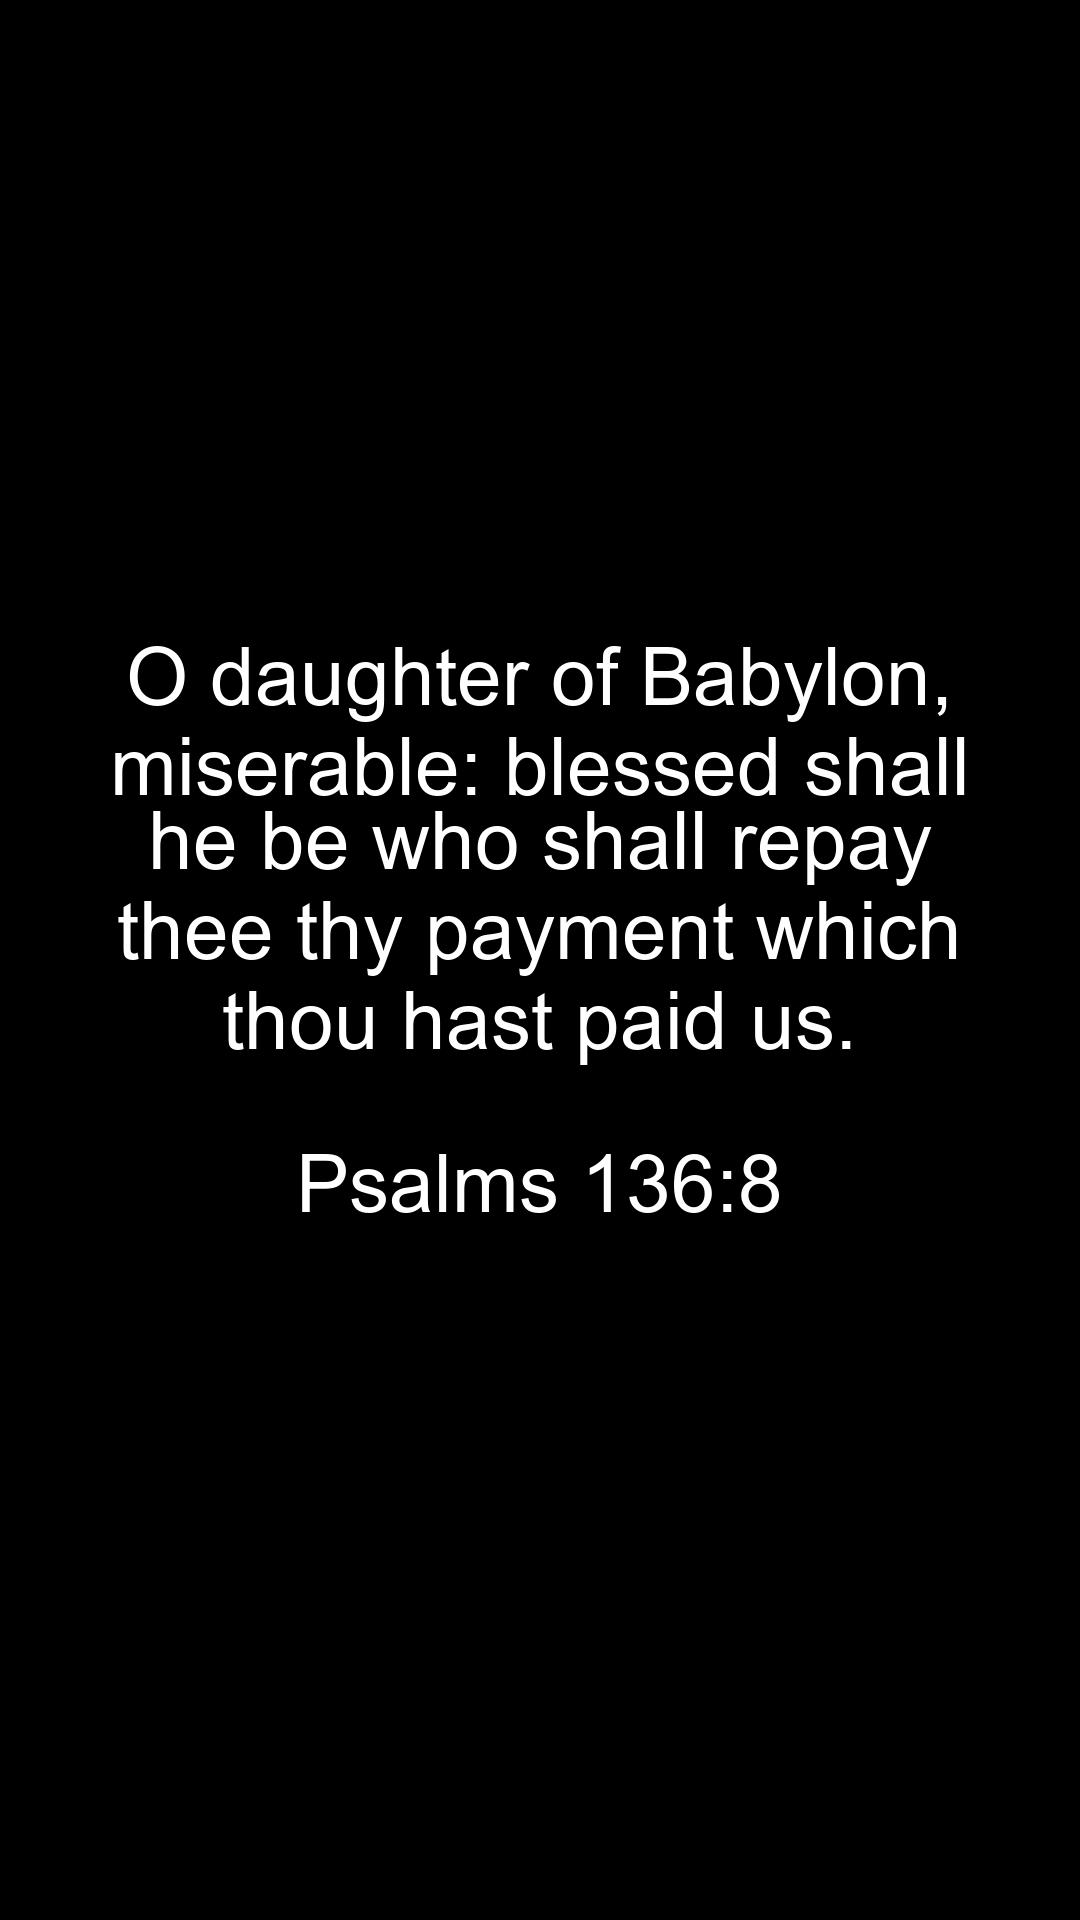 O daughter of Babylon,
miserable: blessed shall
he be who shall repay
thee thy payment which
thou hast paid us.
Psalms 136:8